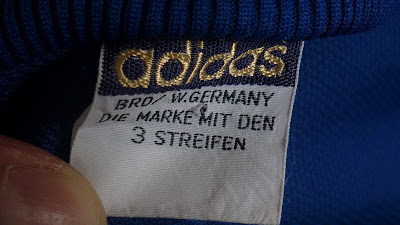 adidas
BRD/ W.GERMANY
DIE MARKE MIT DEN
3 STREIFEN